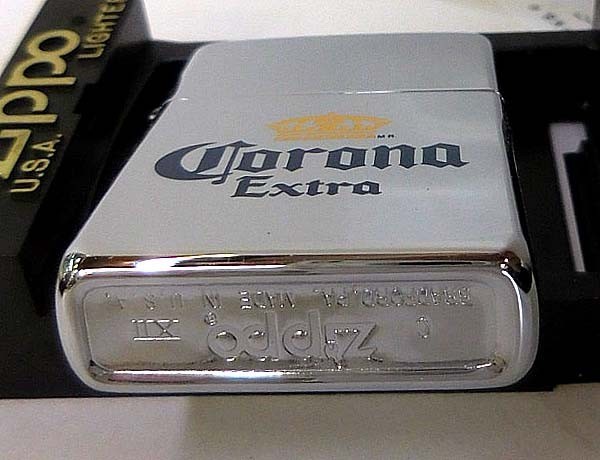 Zippo
LIGHTER
U.S.A.
MR
Corona
Extra
Zippo ® XII
BRADFORD, PA. MADE IN U.S.A.